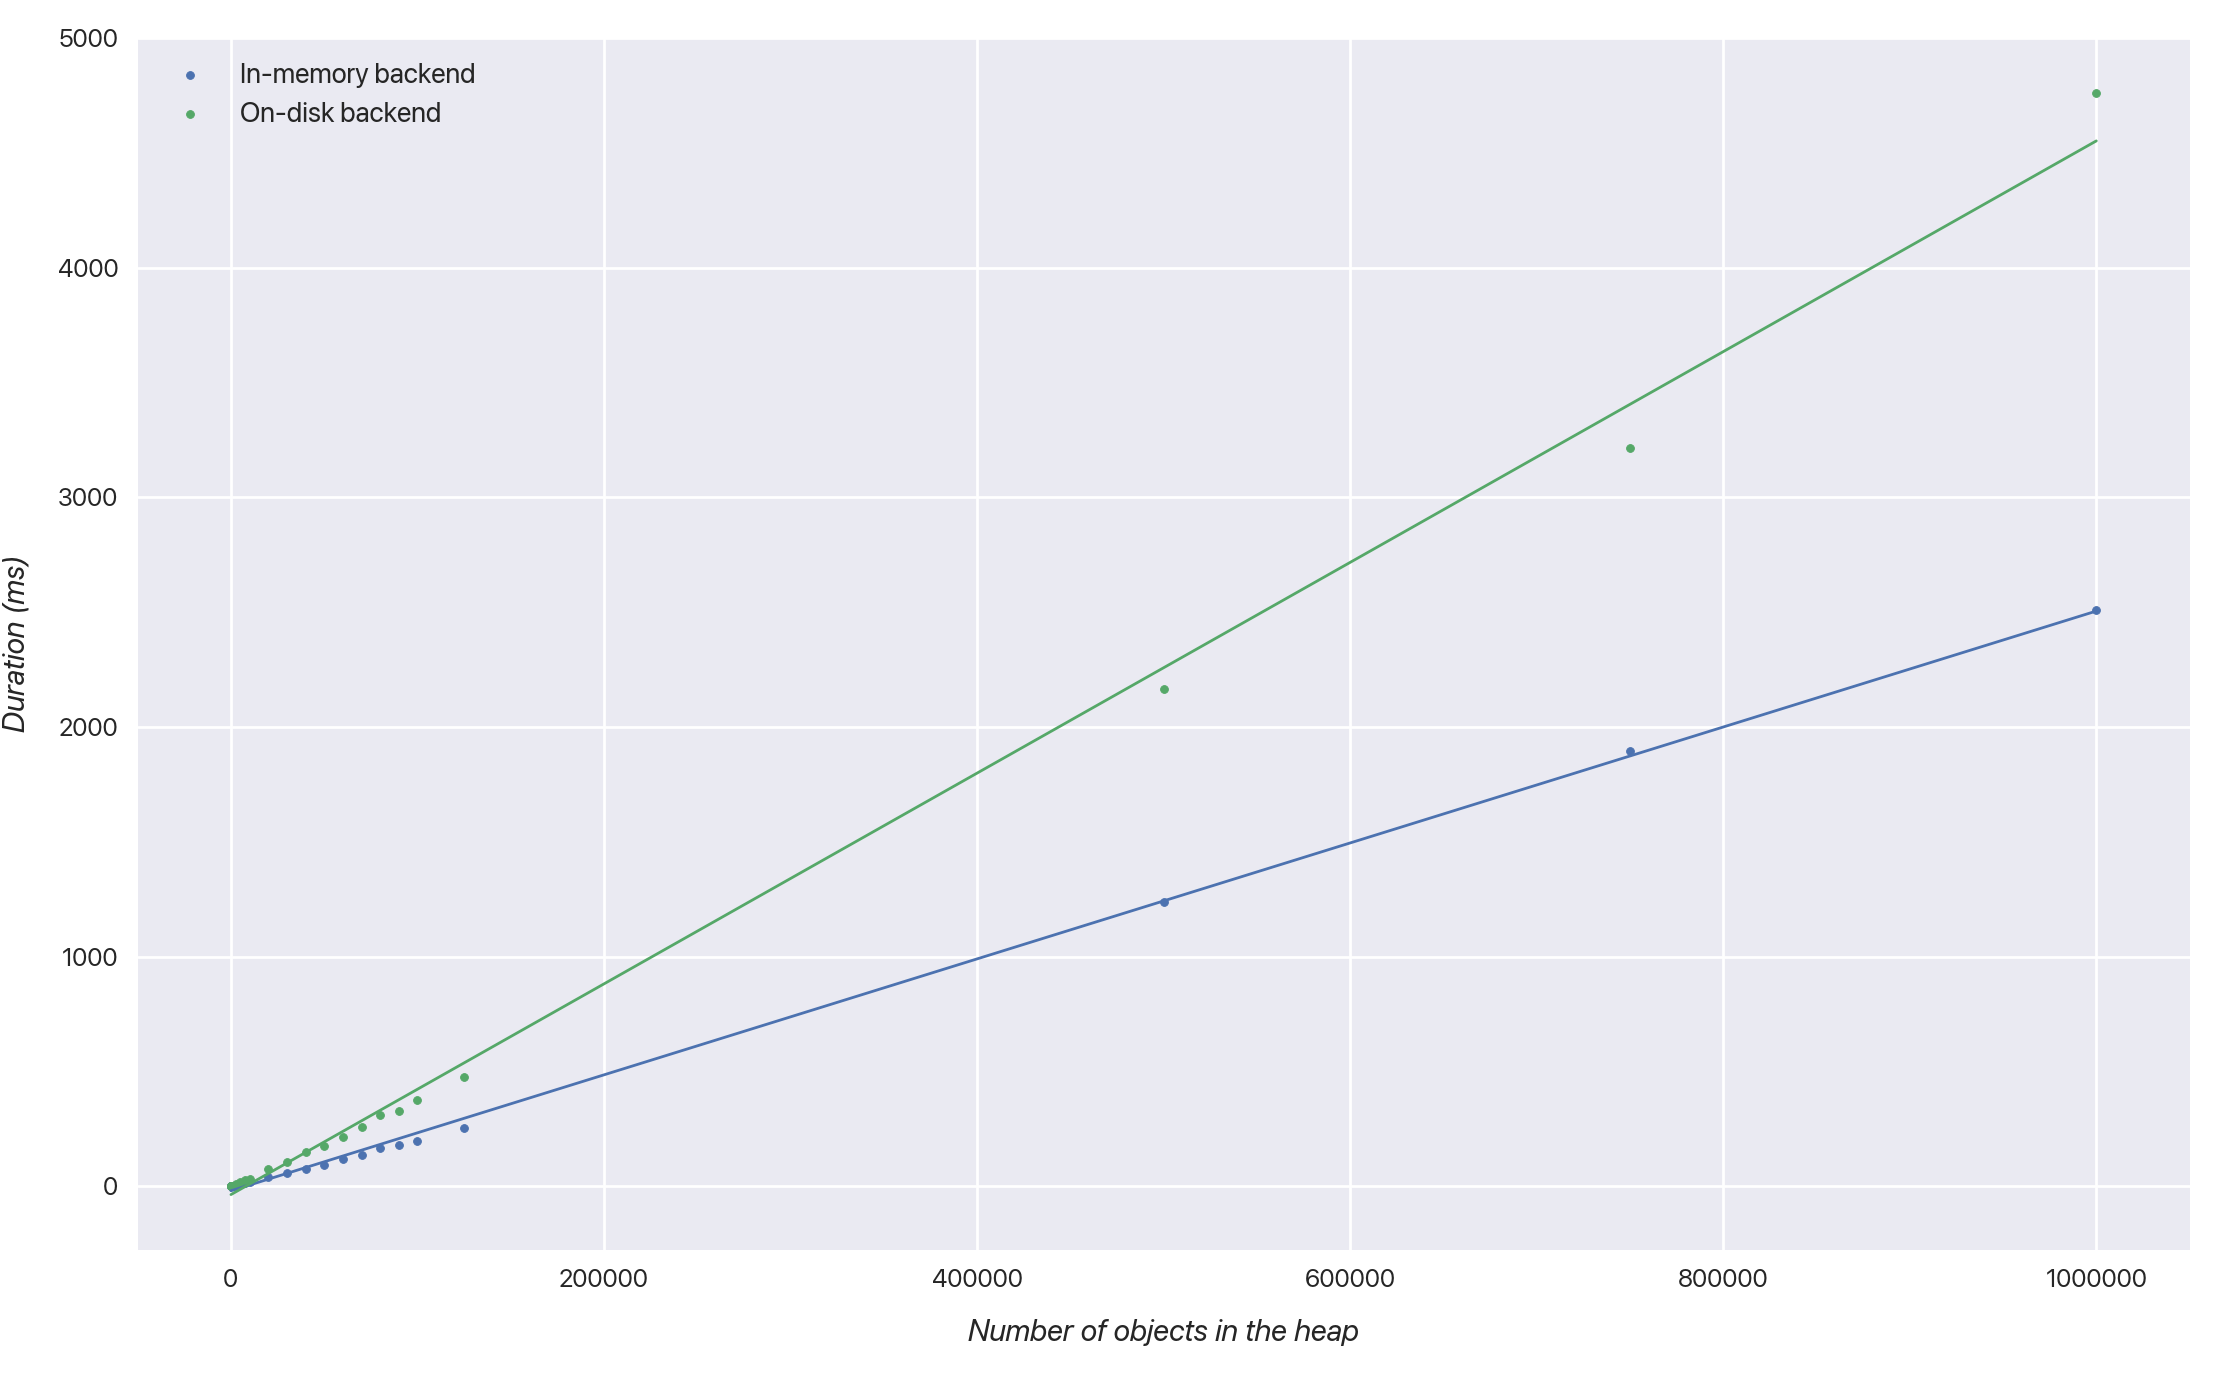 5000
In-memory backend
On-disk backend
4000
3000
Duration (ms)
2000
1000
0
0 200000 400000 600000 800000 1000000
Number of objects in the heap